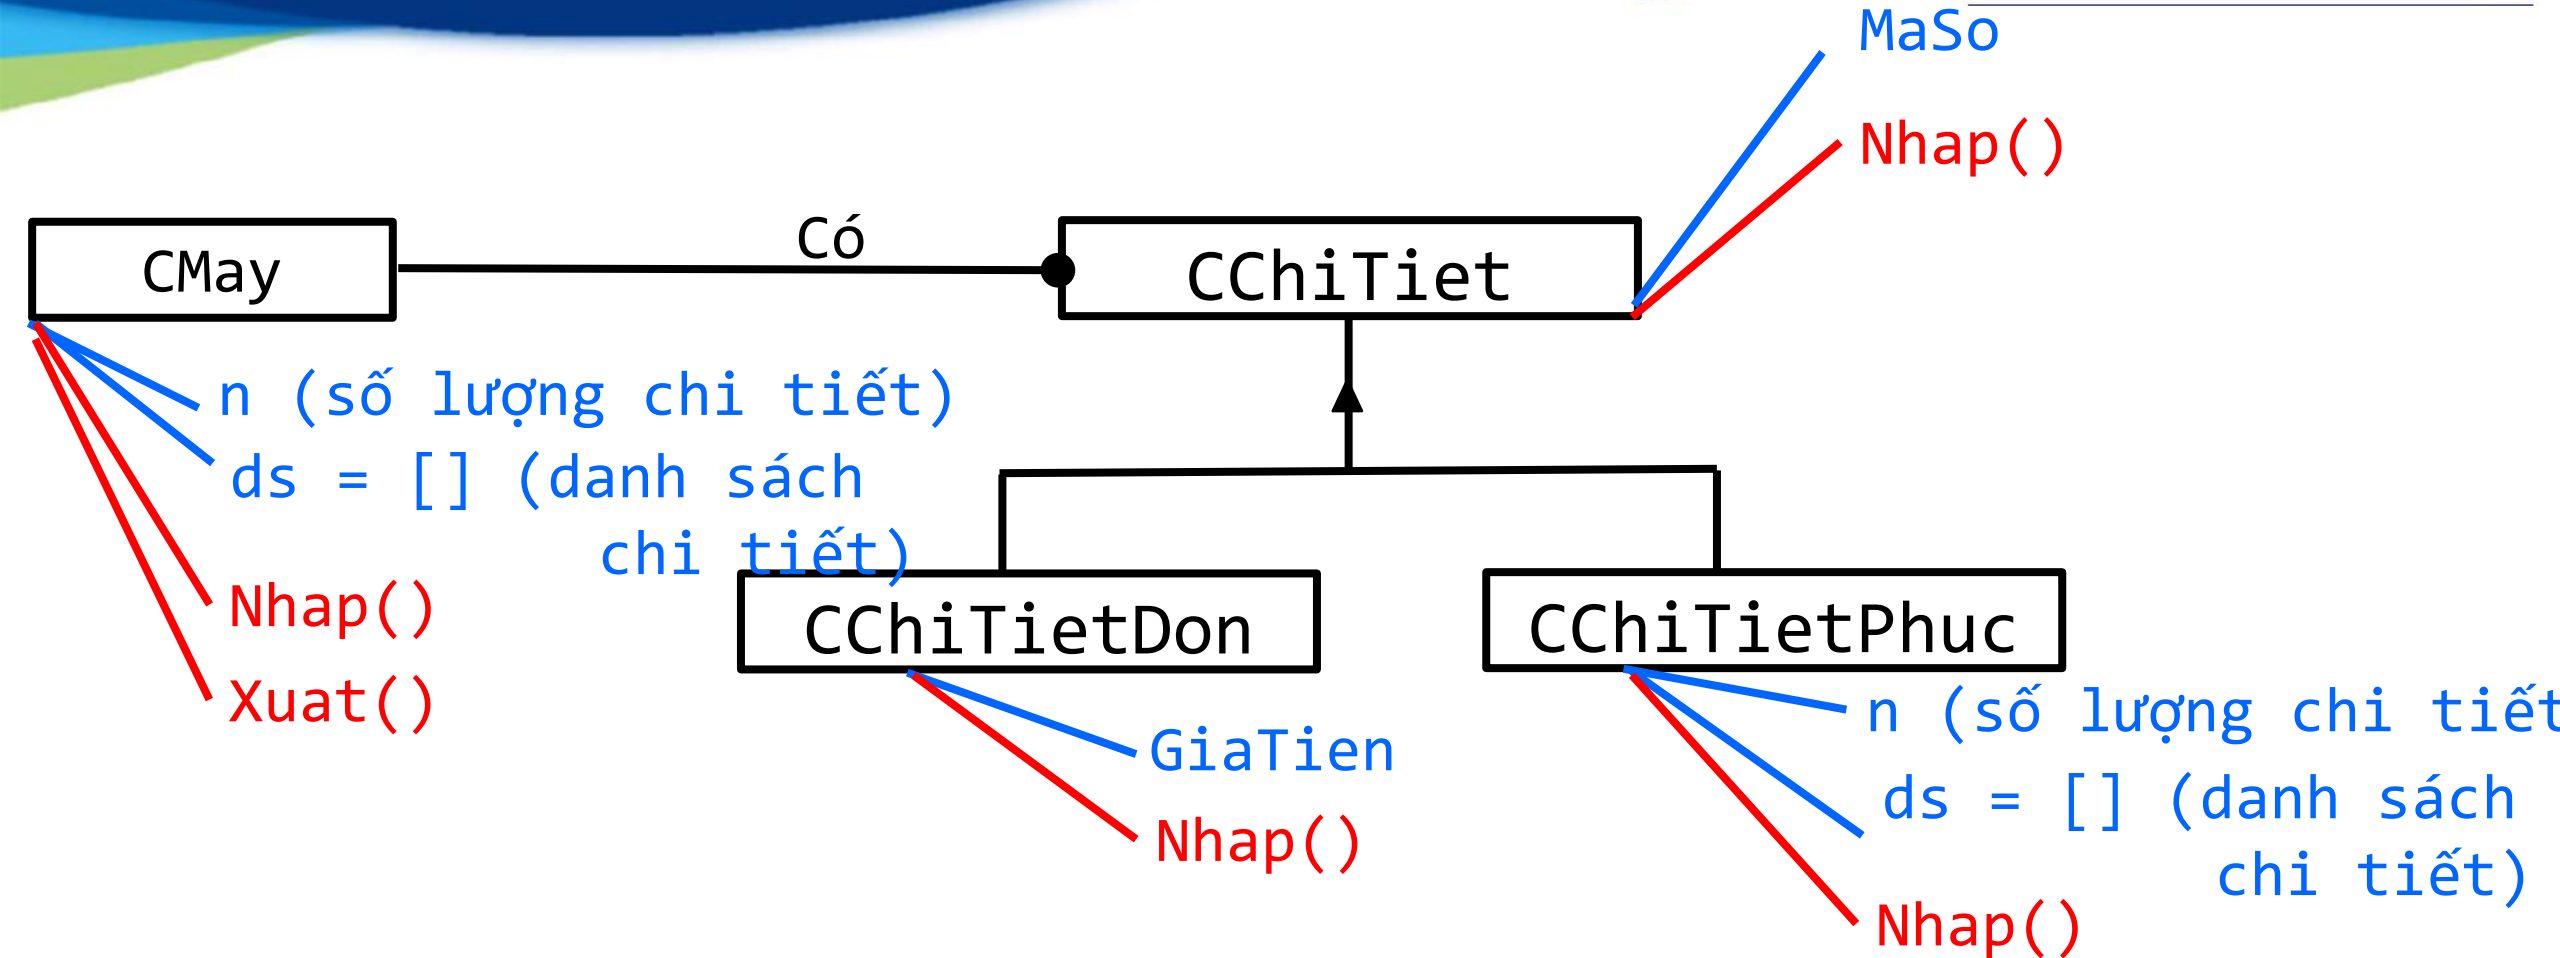 MaSo
Nhap()
Có
CMay
CChiTiet
n (số lượng chi tiết)
ds = [] (danh sách
chi tiết)
Nhap()
Xuat()
CChiTietDon
CChiTietPhuc
GiaTien
Nhap()
n (số lượng chi tiết
ds = [] (danh sách
chi tiết)
Nhap()